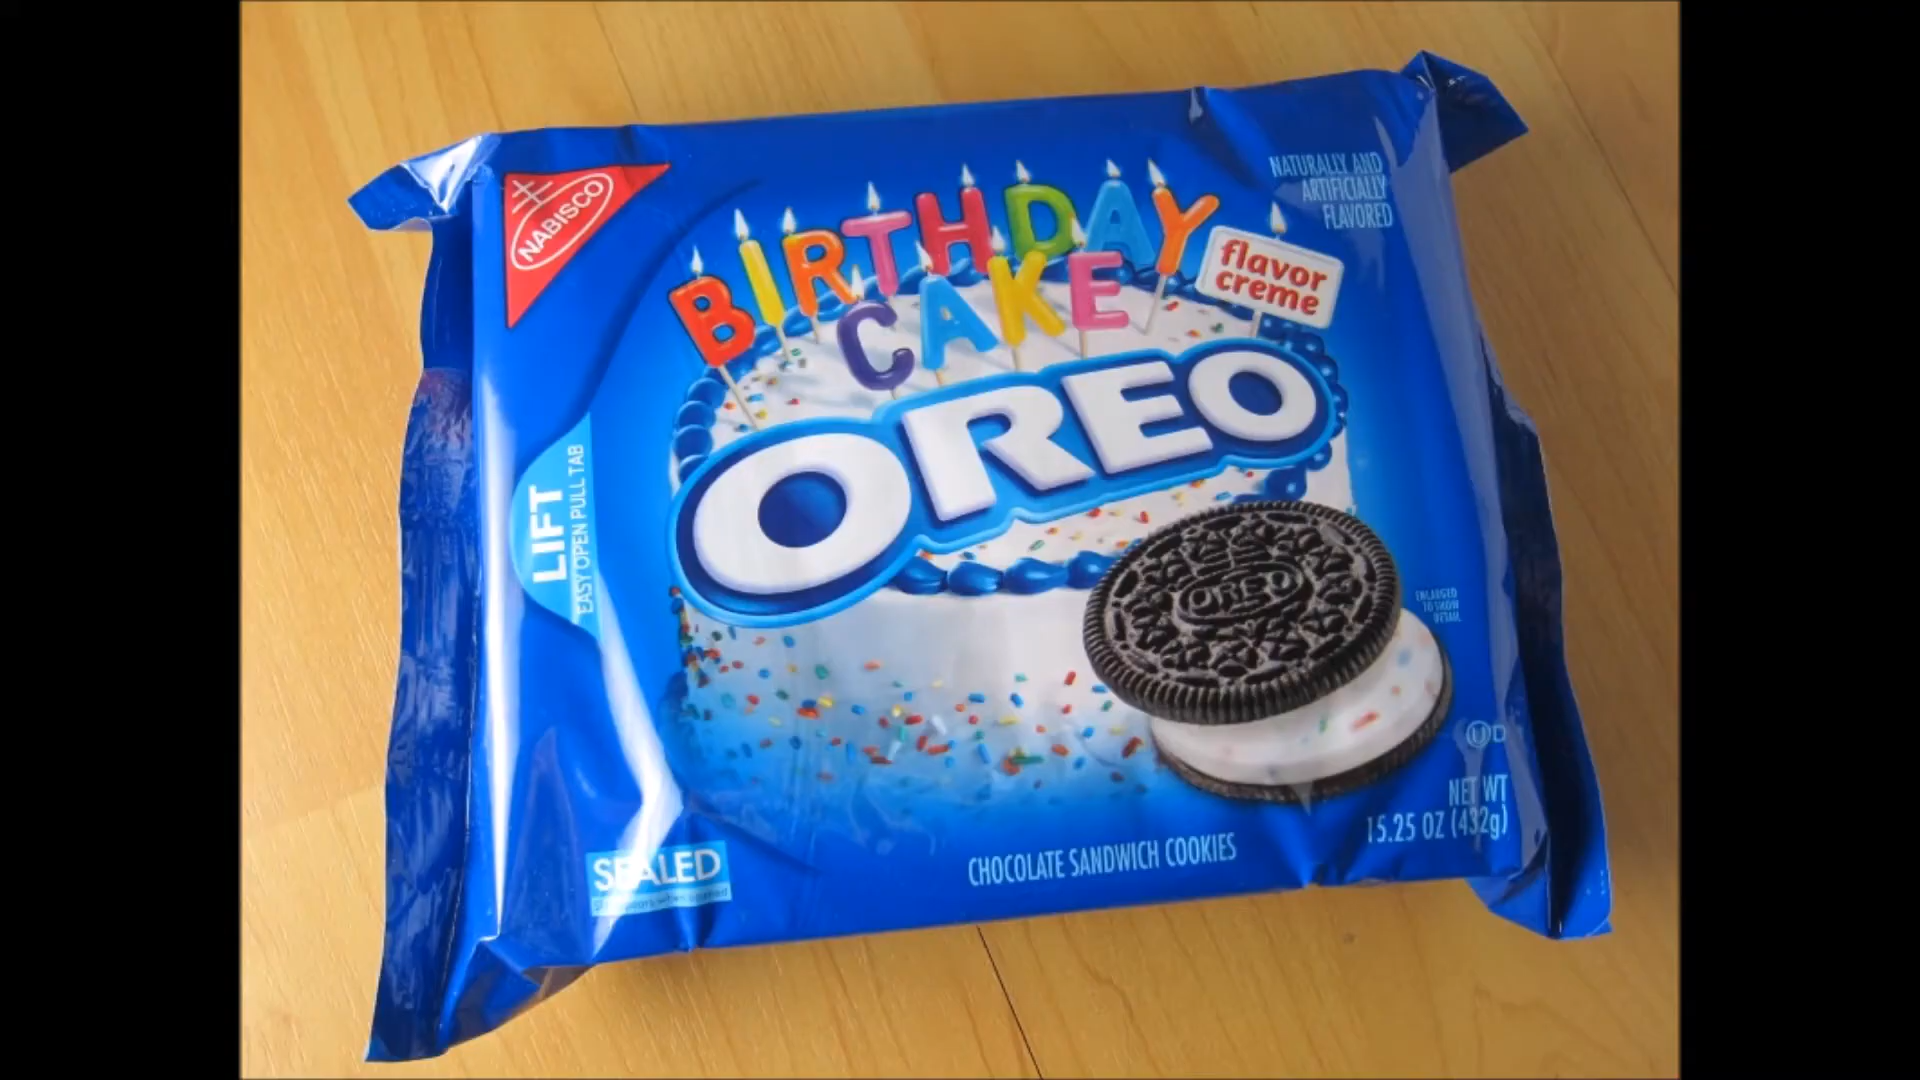 NABISCO
NATURALLY AND
ARTIFICIALLY
FLAVORED
BIRTHDAY
CAKE
flavor
creme
OREO
LIFT
EASY OPEN PULL TAB
OREO
ENLARGED
TO SHOW
DETAIL
UD
NET WT
15.25 OZ (432g)
CHOCOLATE SANDWICH COOKIES
SEALED